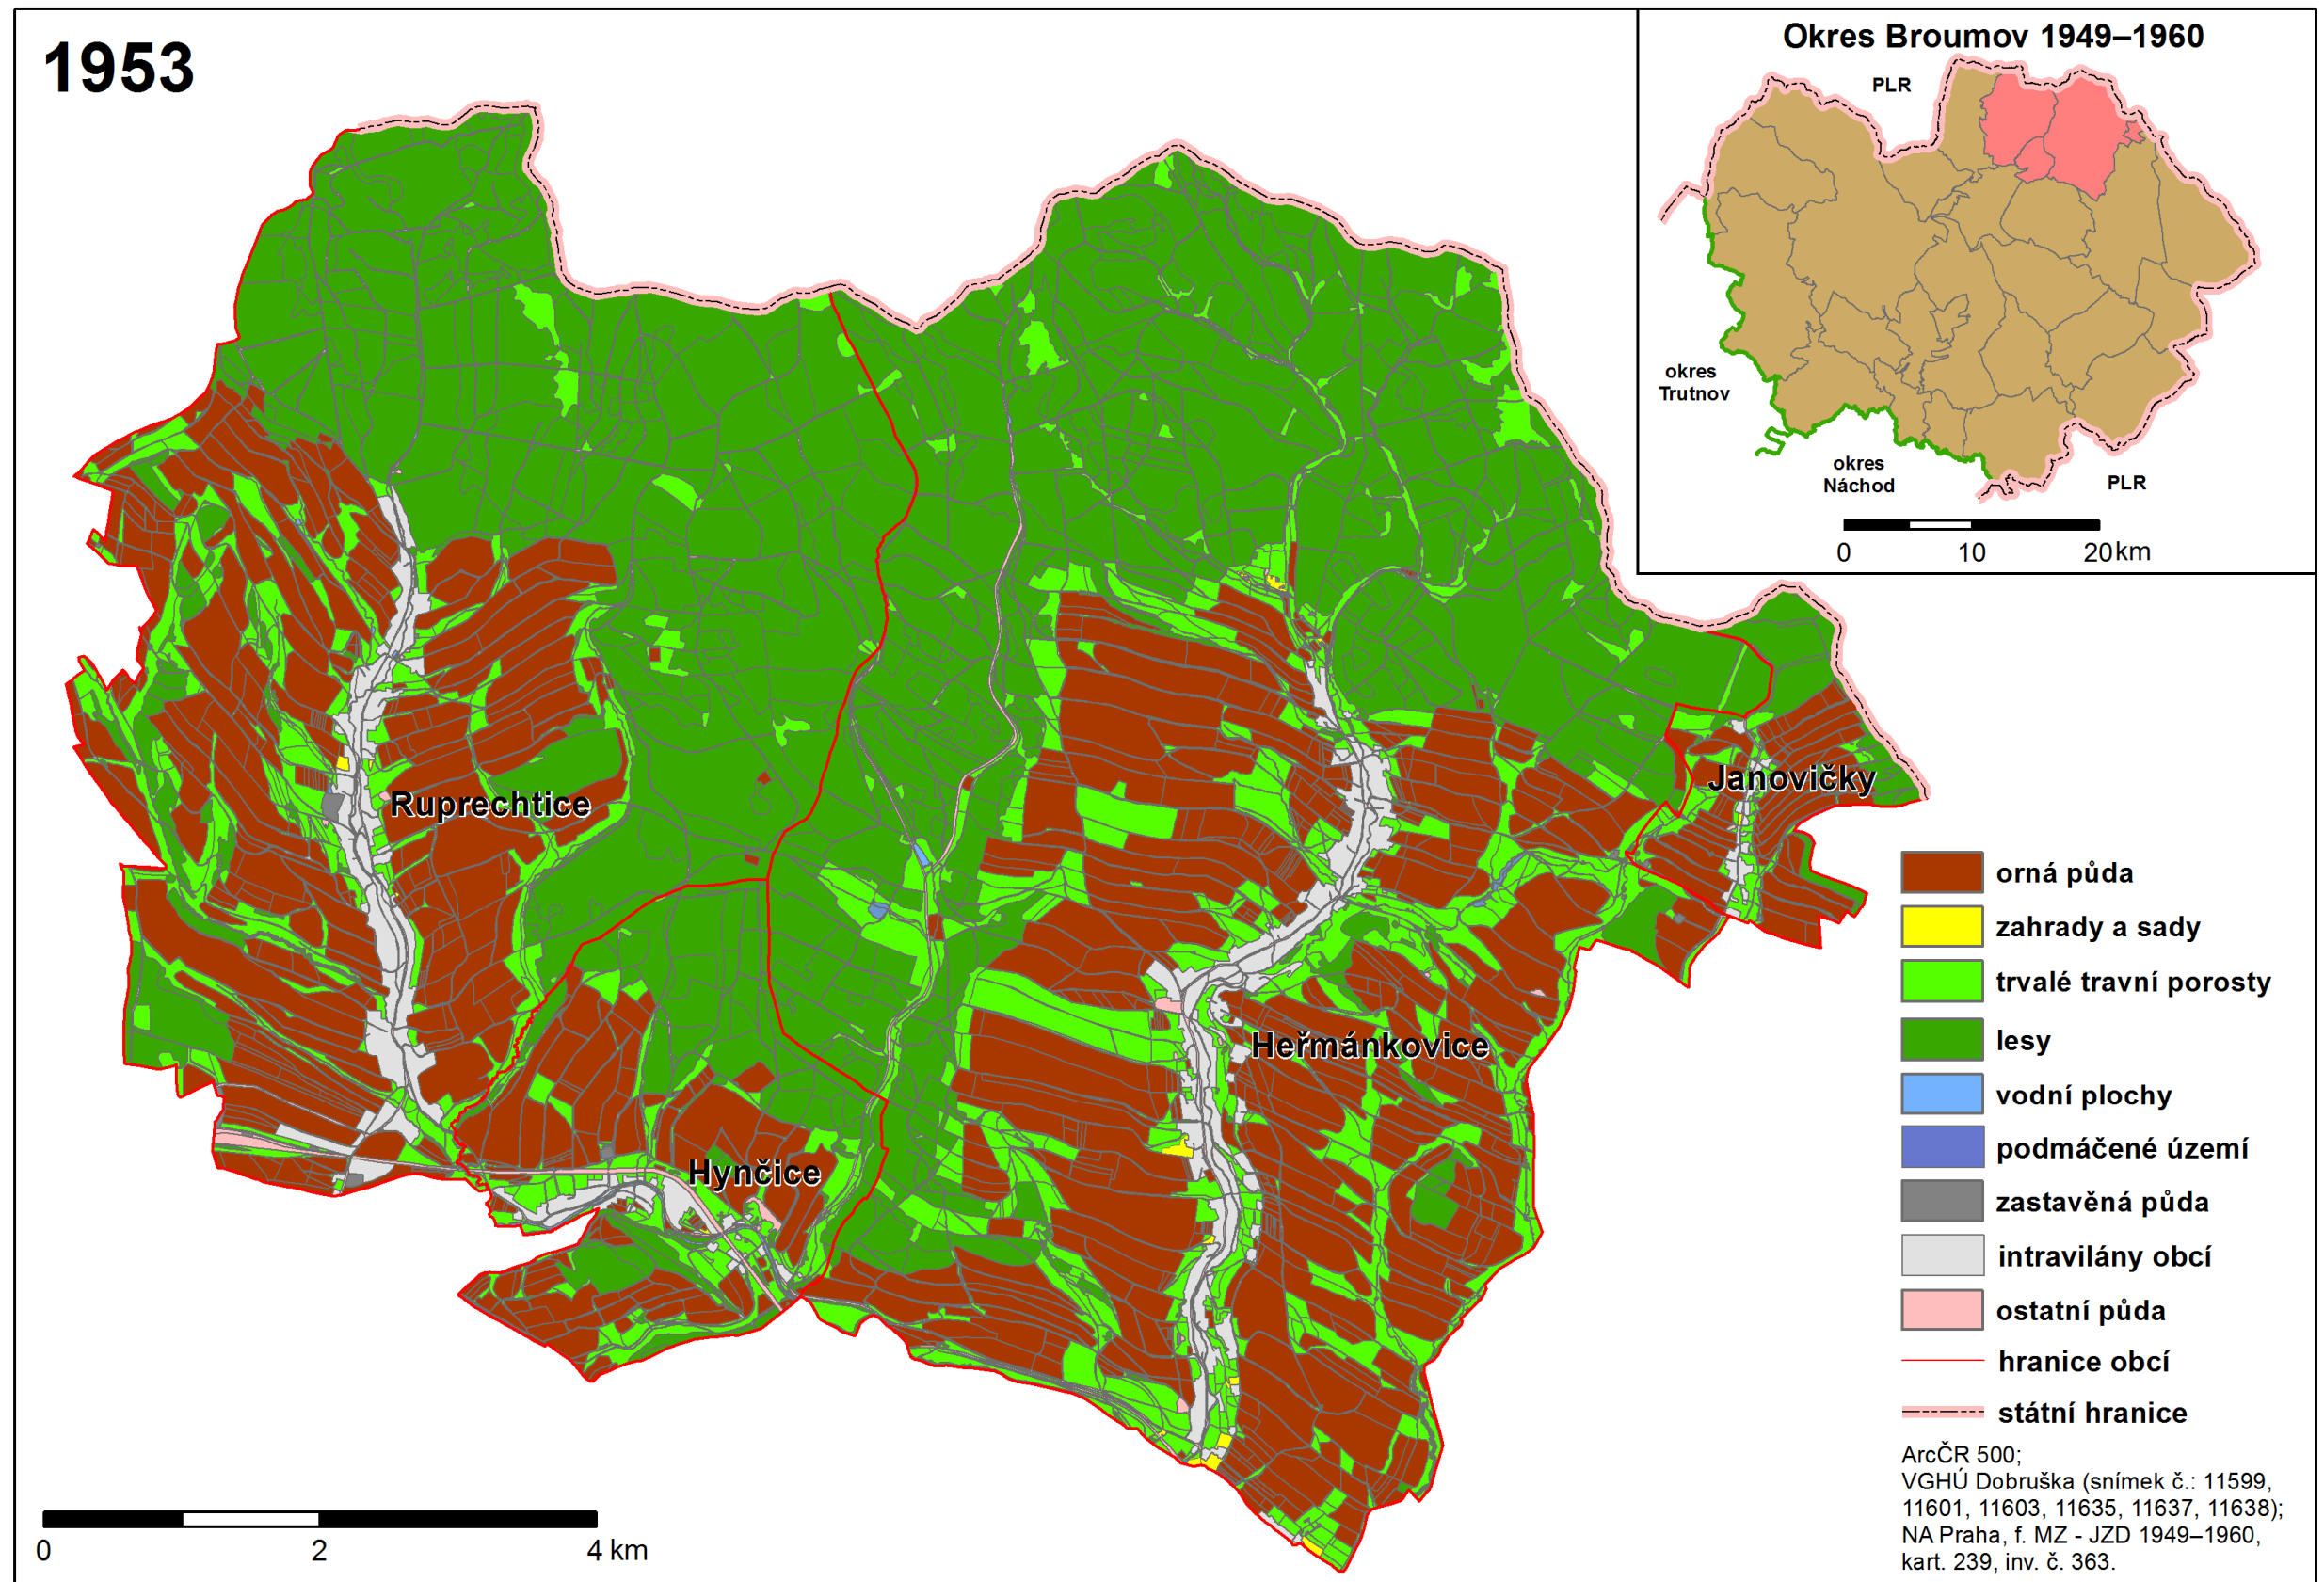 1953
Okres Broumov 1949–1960
PLR
okres
Trutnov
okres
Náchod
PLR
0 10 20 km
Ruprechtice
Janovičky
Heřmánkovice
Hynčice
orná půda
zahrady a sady
trvalé travní porosty
lesy
vodní plochy
podmáčené území
zastavěná půda
intravilány obcí
ostatní půda
hranice obcí
státní hranice
ArcČR 500;
VGHÚ Dobruška (snímek č.: 11599,
11601, 11603, 11635, 11637, 11638);
NA Praha, f. MZ - JZD 1949–1960,
kart. 239, inv. č. 363.
0 2 4 km